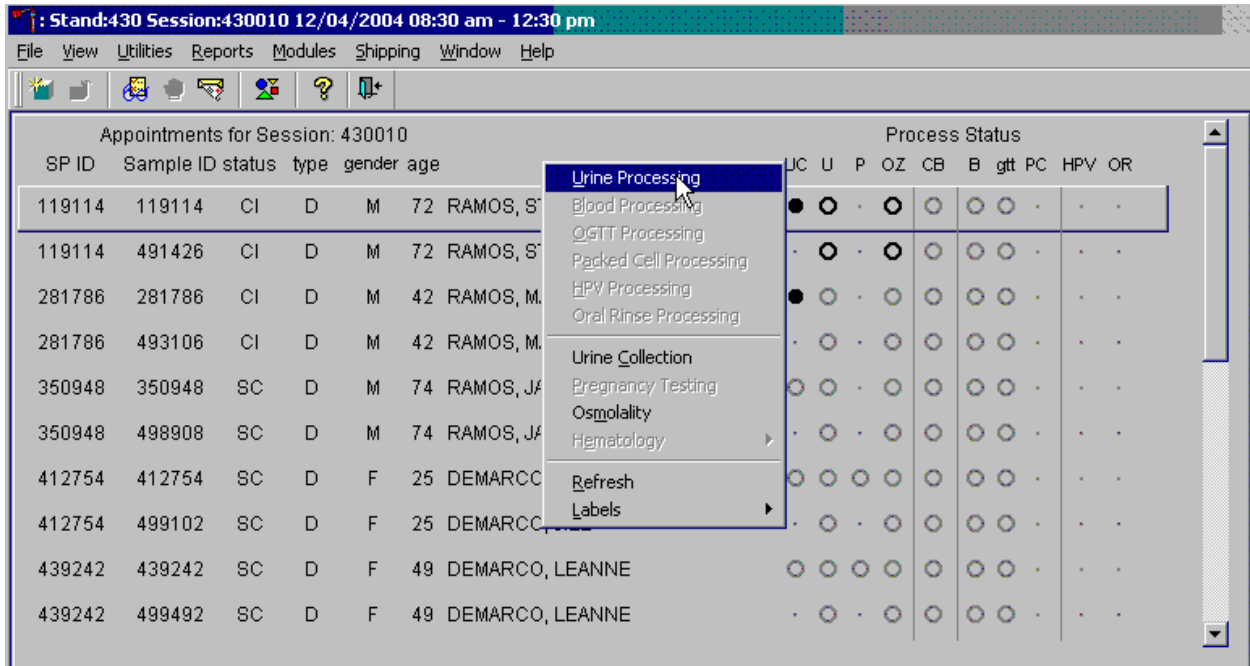 : Stand:430 Session:430010 12/04/2004 08:30 am - 12:30 pm
File View Utilities Reports Modules Shipping Window Help
Appointments for Session: 430010 Process Status
SP ID Sample ID status type gender age UC U P OZ CB B gtt PC HPV OR
119114 119114 CI D M 72 RAMOS, S
119114 491426 CI D M 72 RAMOS, S
281786 281786 CI D M 42 RAMOS, M
281786 493106 CI D M 42 RAMOS, M
350948 350948 SC D M 74 RAMOS, JA
350948 498908 SC D M 74 RAMOS, JA
412754 412754 SC D F 25 DEMARCO
412754 499102 SC D F 25 DEMARCO,
439242 439242 SC D F 49 DEMARCO, LEANNE
439242 499492 SC D F 49 DEMARCO, LEANNE
Urine Processing
Blood Processing
OGTT Processing
Packed Cell Processing
HPV Processing
Oral Rinse Processing
Urine Collection
Pregnancy Testing
Osmolality
Hematology
Refresh
Labels